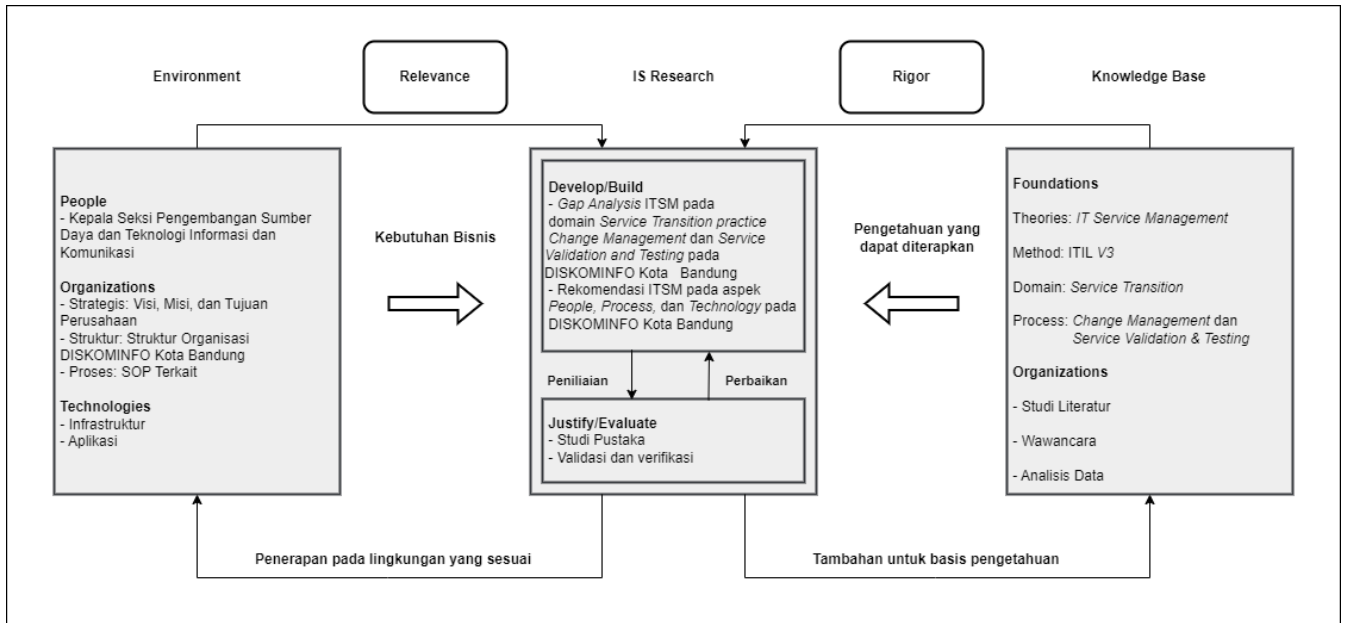 Environment
Relevance
IS Research
Rigor
Knowledge Base
People
- Kepala Seksi Pengembangan Sumber
Daya dan Teknologi Informasi dan
Komunikasi
Organizations
- Strategis: Visi, Misi, dan Tujuan
Perusahaan
- Struktur: Struktur Organisasi
DISKOMINFO Kota Bandung
- Proses: SOP Terkait
Technologies
- Infrastruktur
- Aplikasi
Kebutuhan Bisnis
Develop/Build
- Gap Analysis ITSM pada
domain Service Transition practice
Change Management dan Service
Validation and Testing pada
DISKOMINFO Kota Bandung
- Rekomendasi ITSM pada aspek
People, Process, dan Technology pada
DISKOMINFO Kota Bandung
Peniliaian
Perbaikan
Justify/Evaluate
- Studi Pustaka
- Validasi dan verifikasi
Pengetahuan yang
dapat diterapkan
Foundations
Theories: IT Service Management
Method: ITIL V3
Domain: Service Transition
Process: Change Management dan
Service Validation & Testing
Organizations
- Studi Literatur
- Wawancara
- Analisis Data
Penerapan pada lingkungan yang sesuai
Tambahan untuk basis pengetahuan